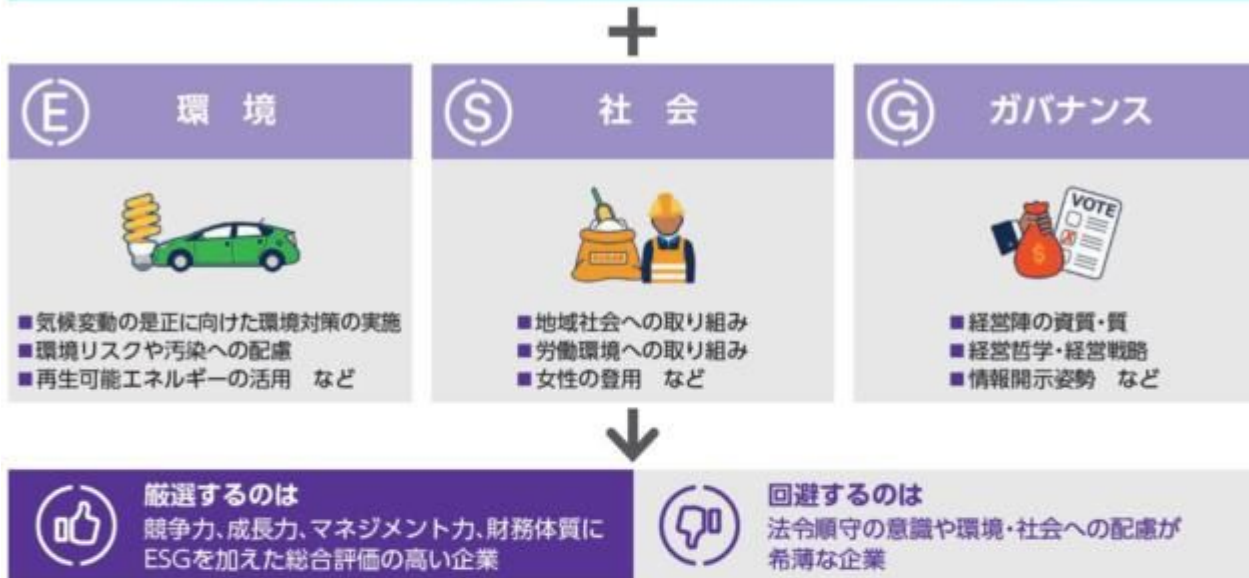 +
E 環 境
S 社 会
G ガバナンス
VOTE
$
■気候変動の是正に向けた環境対策の実施
■環境リスクや汚染への配慮
■再生可能エネルギーの活用 など
■地域社会への取り組み
■労働環境への取り組み
■女性の登用 など
■経営陣の資質・質
■経営哲学・経営戦略
■情報開示姿勢 など
厳選するのは
競争力、成長力、マネジメント力、財務体質に
ESGを加えた総合評価の高い企業
回避するのは
法令順守の意識や環境・社会への配慮が
希薄な企業